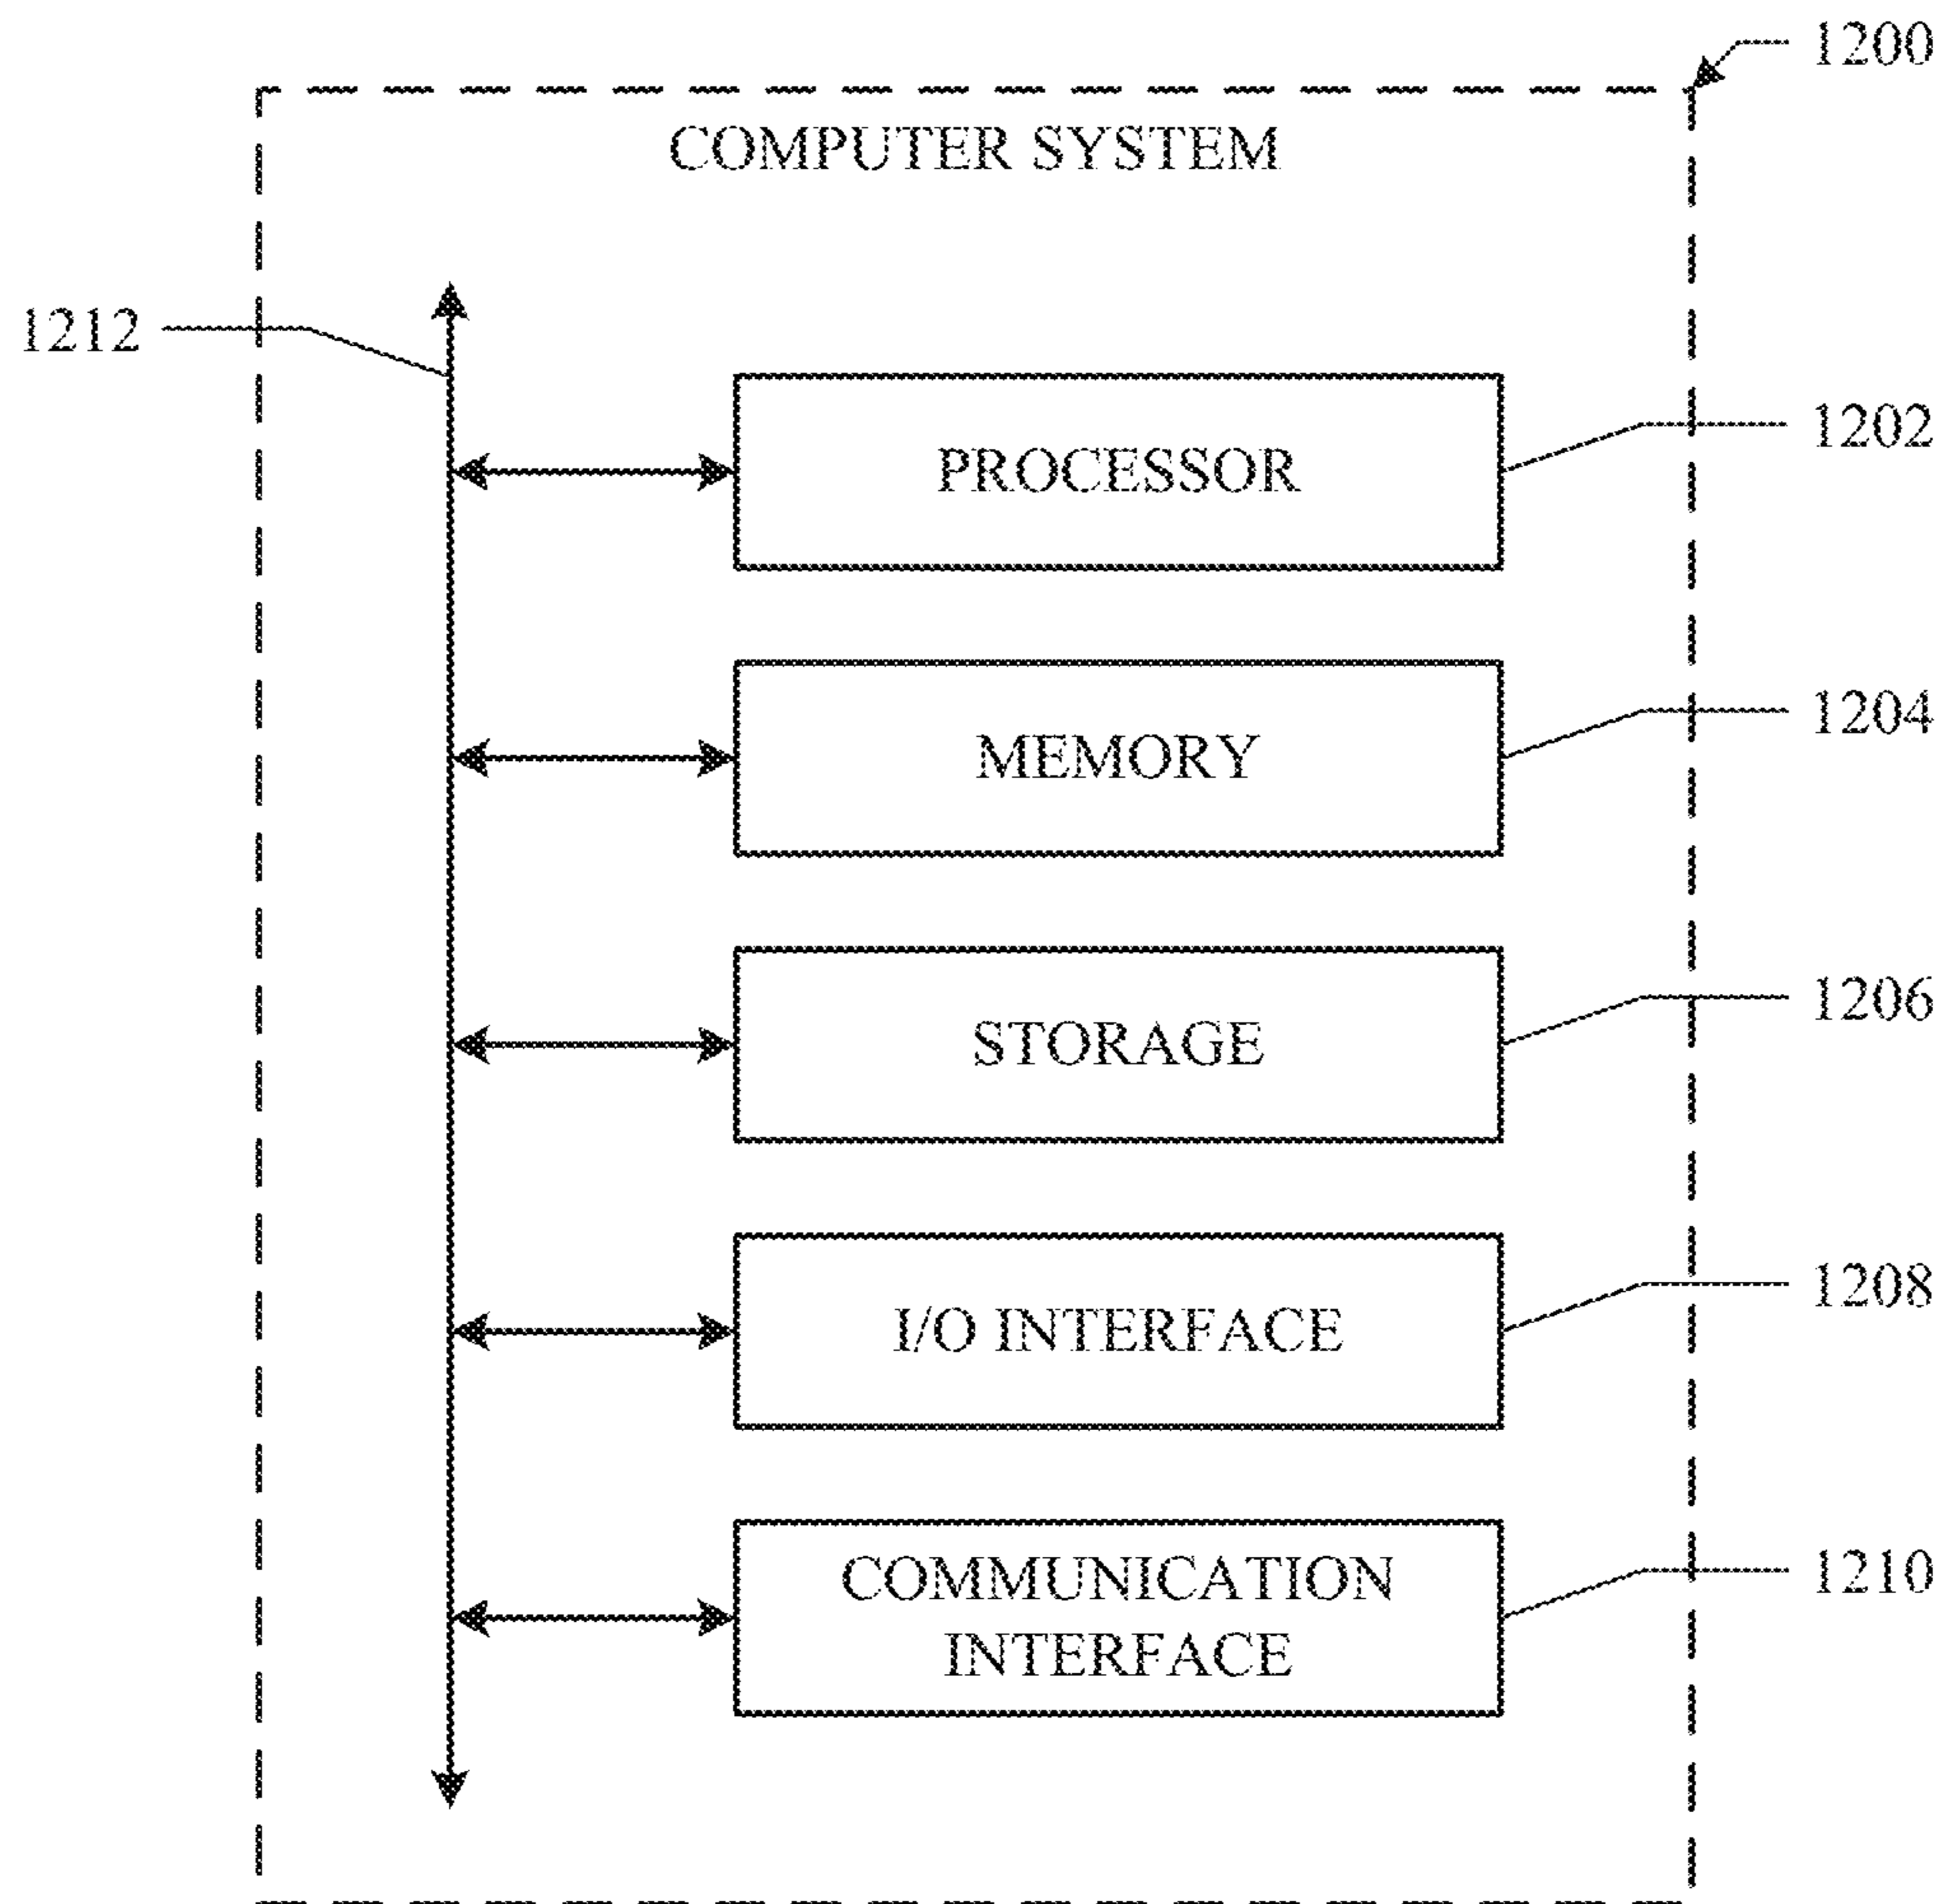 1200
COMPUTER SYSTEM
1212
PROCESSOR
1202
MEMORY
1204
STORAGE
1206
I/O INTERFACE
1208
COMMUNICATION
INTERFACE
1210